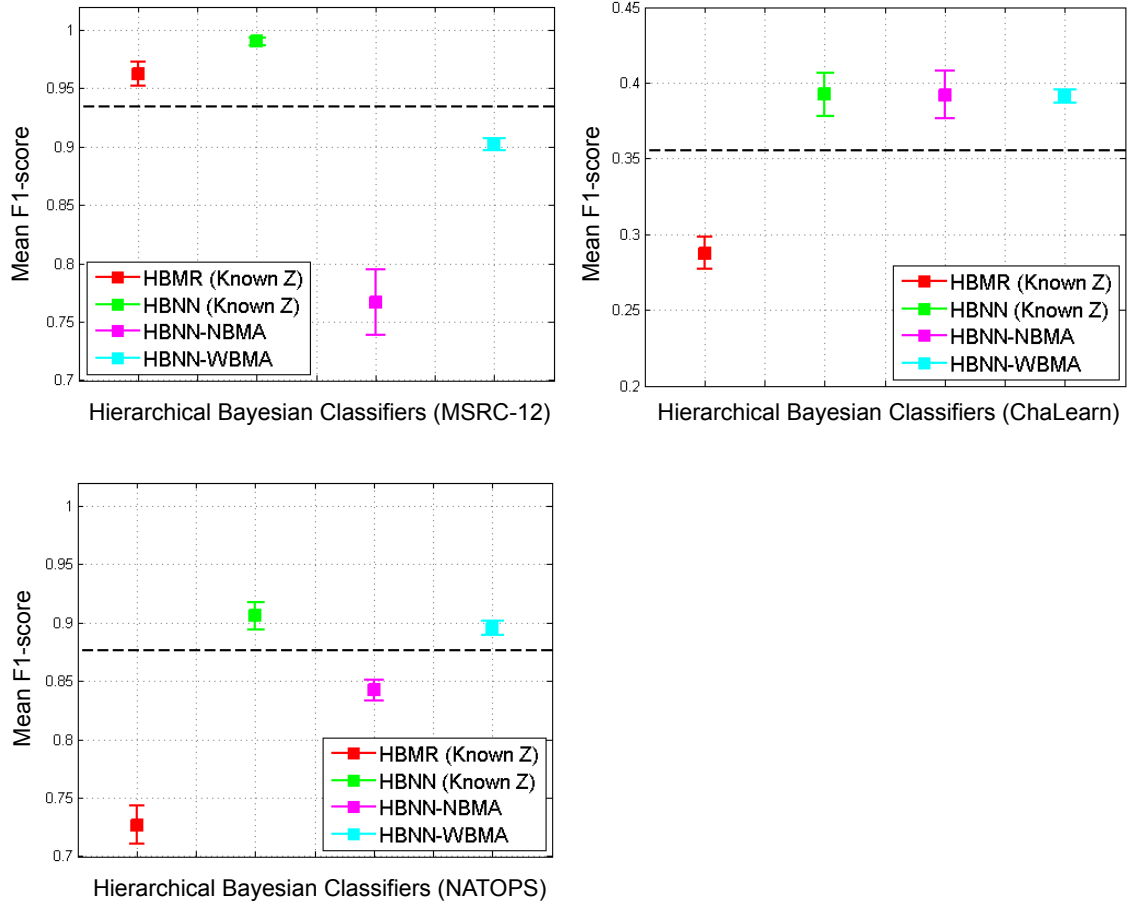 1
0.95
0.9
0.85
0.8
0.75
0.7
Mean F1-score
HBMR (Known Z)
HBNN (Known Z)
HBNN-NBMA
HBNN-WBMA
Hierarchical Bayesian Classifiers (MSRC-12)
0.45
0.4
0.35
0.3
0.25
0.2
Mean F1-score
HBMR (Known Z)
HBNN (Known Z)
HBNN-NBMA
HBNN-WBMA
Hierarchical Bayesian Classifiers (ChaLearn)
1
0.95
0.9
0.85
0.8
0.75
0.7
Mean F1-score
HBMR (Known Z)
HBNN (Known Z)
HBNN-NBMA
HBNN-WBMA
Hierarchical Bayesian Classifiers (NATOPS)